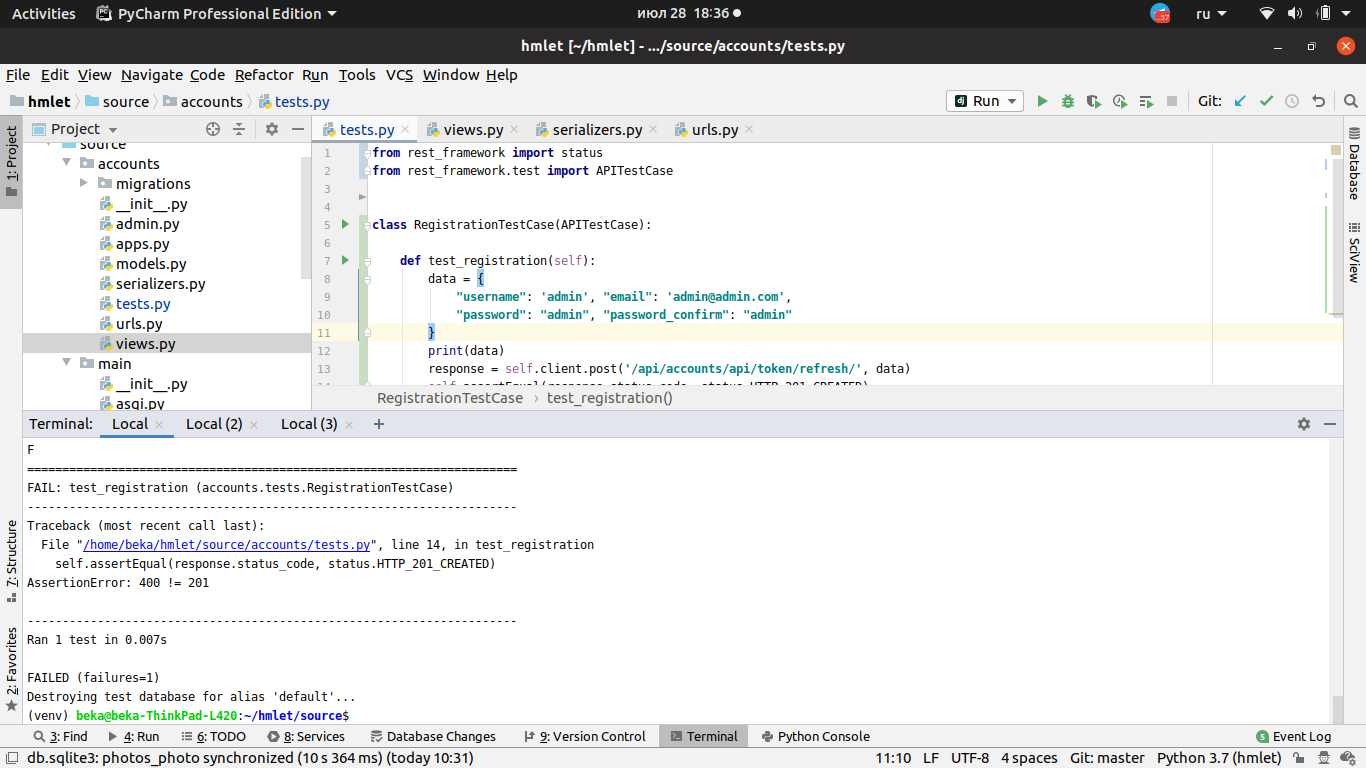 Activities PyCharm Professional Edition июл 28 18:36 57 ru
hmlet [~/hmlet] - .../source/accounts/tests.py
File Edit View Navigate Code Refactor Run Tools VCS Window Help
hmlet source accounts tests.py dj Run Git:
1: Project
Project
source
accounts
migrations
__init__.py
admin.py
apps.py
models.py
serializers.py
tests.py
urls.py
views.py
main
__init__.py
asgi.py
tests.py views.py serializers.py urls.py
1 from rest_framework import status
2 from rest_framework.test import APITestCase
3
4
5 class RegistrationTestCase(APITestCase):
6
7 def test_registration(self):
8 data = {
9 "username": 'admin', "email": 'admin@admin.com',
10 "password": "admin", "password_confirm": "admin"
11 }
12 print(data)
13 response = self.client.post('/api/accounts/api/token/refresh/', data)
14 self.assertEqual(response.status_code, status.HTTP_201_CREATED)
RegistrationTestCase › test_registration()
Database
SciView
Terminal: Local Local (2) Local (3)
F
======================================================================
FAIL: test_registration (accounts.tests.RegistrationTestCase)
----------------------------------------------------------------------
Traceback (most recent call last):
File "/home/beka/hmlet/source/accounts/tests.py", line 14, in test_registration
self.assertEqual(response.status_code, status.HTTP_201_CREATED)
AssertionError: 400 != 201
----------------------------------------------------------------------
Ran 1 test in 0.007s
FAILED (failures=1)
Destroying test database for alias 'default'...
(venv) beka@beka-ThinkPad-L420:~/hmlet/source$
7: Structure
2: Favorites
3: Find 4: Run 6: TODO 8: Services Database Changes 9: Version Control Terminal Python Console 5 Event Log
db.sqlite3: photos_photo synchronized (10 s 364 ms) (today 10:31) 11:10 LF UTF-8 4 spaces Git: master Python 3.7 (hmlet)